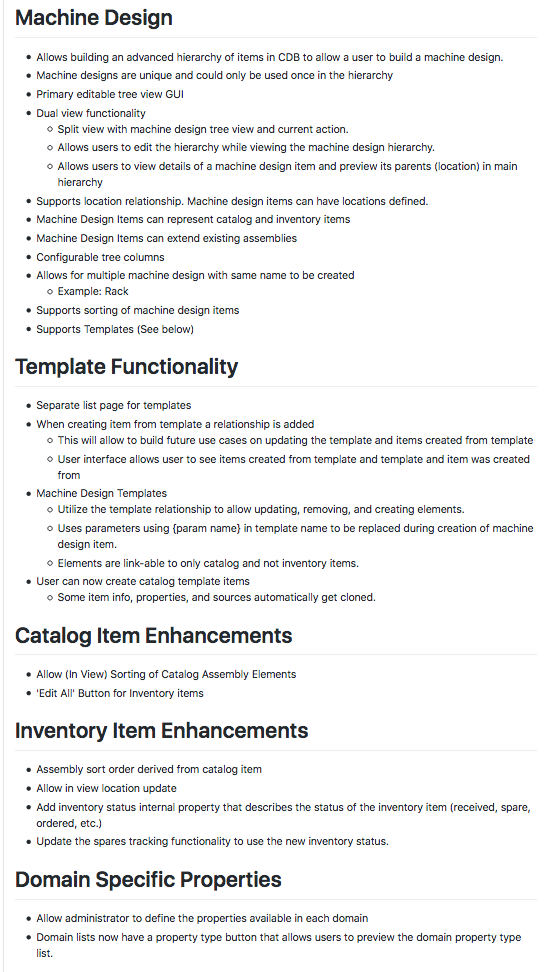 Machine Design
Allows building an advanced hierarchy of items in CDB to allow a user to build a machine design.
Machine designs are unique and could only be used once in the hierarchy
Primary editable tree view GUI
Dual view functionality
Split view with machine design tree view and current action.
Allows users to edit the hierarchy while viewing the machine design hierarchy.
Allows users to view details of a machine design item and preview its parents (location) in main
hierarchy
Supports location relationship. Machine design items can have locations defined.
Machine Design Items can represent catalog and inventory items
Machine Design Items can extend existing assemblies
Configurable tree columns
Allows for multiple machine design with same name to be created
Example: Rack
Supports sorting of machine design items
Supports Templates (See below)
Template Functionality
Separate list page for templates
When creating item from template a relationship is added
This will allow to build future use cases on updating the template and items created from template
User interface allows user to see items created from template and template and item was created
from
Machine Design Templates
Utilize the template relationship to allow updating, removing, and creating elements.
Uses parameters using {param name} in template name to be replaced during creation of machine
design item.
Elements are link-able to only catalog and not inventory items.
User can now create catalog template items
Some item info, properties, and sources automatically get cloned.
Catalog Item Enhancements
Allow (In View) Sorting of Catalog Assembly Elements
'Edit All' Button for Inventory items
Inventory Item Enhancements
Assembly sort order derived from catalog item
Allow in view location update
Add inventory status internal property that describes the status of the inventory item (received, spare,
ordered, etc.)
Update the spares tracking functionality to use the new inventory status.
Domain Specific Properties
Allow administrator to define the properties available in each domain
Domain lists now have a property type button that allows users to preview the domain property type
list.